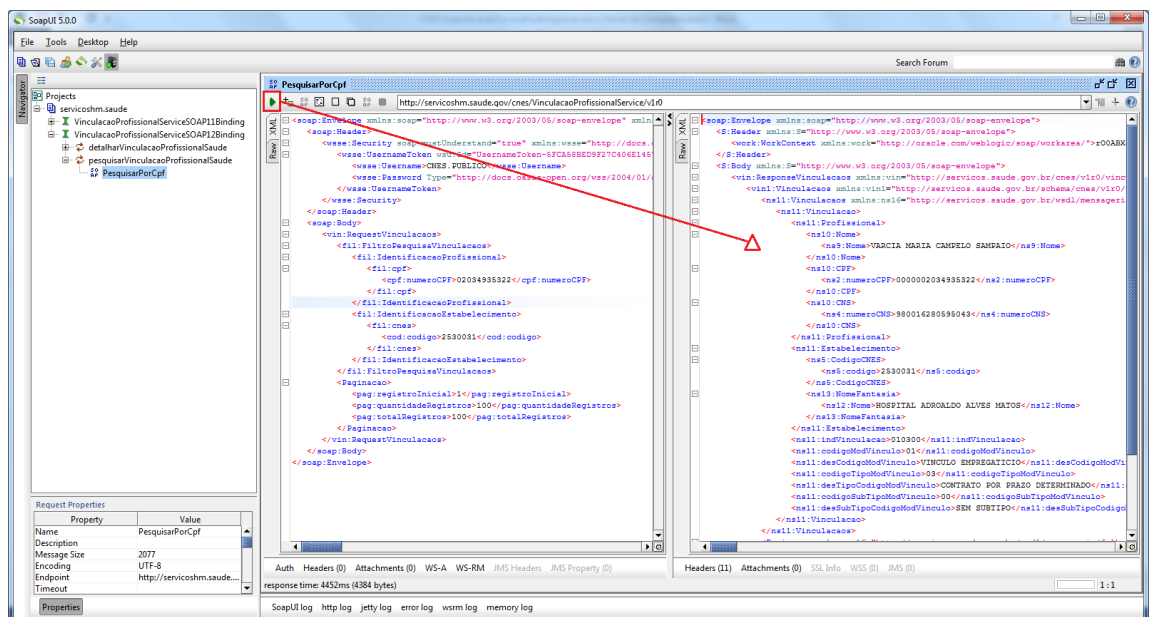 SoapUI 5.0.0
File Tools Desktop Help
Search Forum
Navigator
Projects
servicoshm.saude
VinculacaoProfissionalServiceSOAP11Binding
VinculacaoProfissionalServiceSOAP12Binding
detalharVinculacaoProfissionalSaude
pesquisarVinculacaoProfissionalSaude
PesquisarPorCpf
Request Properties
Property Value
Name PesquisarPorCpf
Description
Message Size 2077
Encoding UTF-8
Endpoint http://servicoshm.saude....
Timeout
Properties
PesquisarPorCpf
http://servicoshm.saude.gov/cnes/VinculacaoProfissionalService/v1r0
XML
Raw
<soap:Envelope xmlns:soap="http://www.w3.org/2003/05/soap-envelope" xmln
<soap:Header>
<wsse:Security soap:mustUnderstand="true" xmlns:wsse="http://docs.
<wsse:UsernameToken wsu:Id="UsernameToken-5FCA58BED9F27C406E145
<wsse:Username>CNES.PUBLICO</wsse:Username>
<wsse:Password Type="http://docs.oasis-open.org/wss/2004/01/
</wsse:UsernameToken>
</wsse:Security>
</soap:Header>
<soap:Body>
<vin:RequestVinculacaos>
<fil:FiltroPesquisaVinculacaos>
<fil:IdentificacaoProfissional>
<fil:cpf>
<cpf:numeroCPF>02034935322</cpf:numeroCPF>
</fil:cpf>
</fil:IdentificacaoProfissional>
<fil:IdentificacaoEstabelecimento>
<fil:cnes>
<cod:codigo>2530031</cod:codigo>
</fil:cnes>
</fil:IdentificacaoEstabelecimento>
</fil:FiltroPesquisaVinculacaos>
<Paginacao>
<pag:registroInicial>1</pag:registroInicial>
<pag:quantidadeRegistros>100</pag:quantidadeRegistros>
<pag:totalRegistros>100</pag:totalRegistros>
</Paginacao>
</vin:RequestVinculacaos>
</soap:Body>
</soap:Envelope>
Auth Headers (0) Attachments (0) WS-A WS-RM JMS Headers JMS Property (0)
response time: 4452ms (4384 bytes)
XML
Raw
<soap:Envelope xmlns:soap="http://www.w3.org/2003/05/soap-envelope">
<S:Header xmlns:S="http://www.w3.org/2003/05/soap-envelope">
<work:WorkContext xmlns:work="http://oracle.com/weblogic/soap/workarea/">rO0ABX
</S:Header>
<S:Body xmlns:S="http://www.w3.org/2003/05/soap-envelope">
<vin:ResponseVinculacaos xmlns:vin="http://servicos.saude.gov.br/cnes/v1r0/vinc
<vin1:Vinculacaos xmlns:vin1="http://servicos.saude.gov.br/schema/cnes/v1r0/
<ns11:Vinculacaos xmlns:ns16="http://servicos.saude.gov.br/wsdl/mensageri
<ns11:Vinculacao>
<ns11:Profissional>
<ns10:Nome>
<ns9:Nome>VARCIA MARIA CAMPELO SAMPAIO</ns9:Nome>
</ns10:Nome>
<ns10:CPF>
<ns2:numeroCPF>0000002034935322</ns2:numeroCPF>
</ns10:CPF>
<ns10:CNS>
<ns4:numeroCNS>980016280595043</ns4:numeroCNS>
</ns10:CNS>
</ns11:Profissional>
<ns11:Estabelecimento>
<ns5:CodigoCNES>
<ns5:codigo>2530031</ns5:codigo>
</ns5:CodigoCNES>
<ns13:NomeFantasia>
<ns12:Nome>HOSPITAL ADROALDO ALVES MATOS</ns12:Nome>
</ns13:NomeFantasia>
</ns11:Estabelecimento>
<ns11:indVinculacao>010300</ns11:indVinculacao>
<ns11:codigoModVinculo>01</ns11:codigoModVinculo>
<ns11:desCodigoModVinculo>VINCULO EMPREGATICIO</ns11:desCodigoModVi
<ns11:codigoTipoModVinculo>03</ns11:codigoTipoModVinculo>
<ns11:desTipoCodigoModVinculo>CONTRATO POR PRAZO DETERMINADO</ns11:
<ns11:codigoSubTipoModVinculo>00</ns11:codigoSubTipoModVinculo>
<ns11:desSubTipoCodigoModVinculo>SEM SUBTIPO</ns11:desSubTipoCodigo
</ns11:Vinculacao>
</ns11:Vinculacaos>
Headers (11) Attachments (0) SSL Info WSS (0) JMS (0)
1 : 1
SoapUI log http log jetty log error log wsrm log memory log